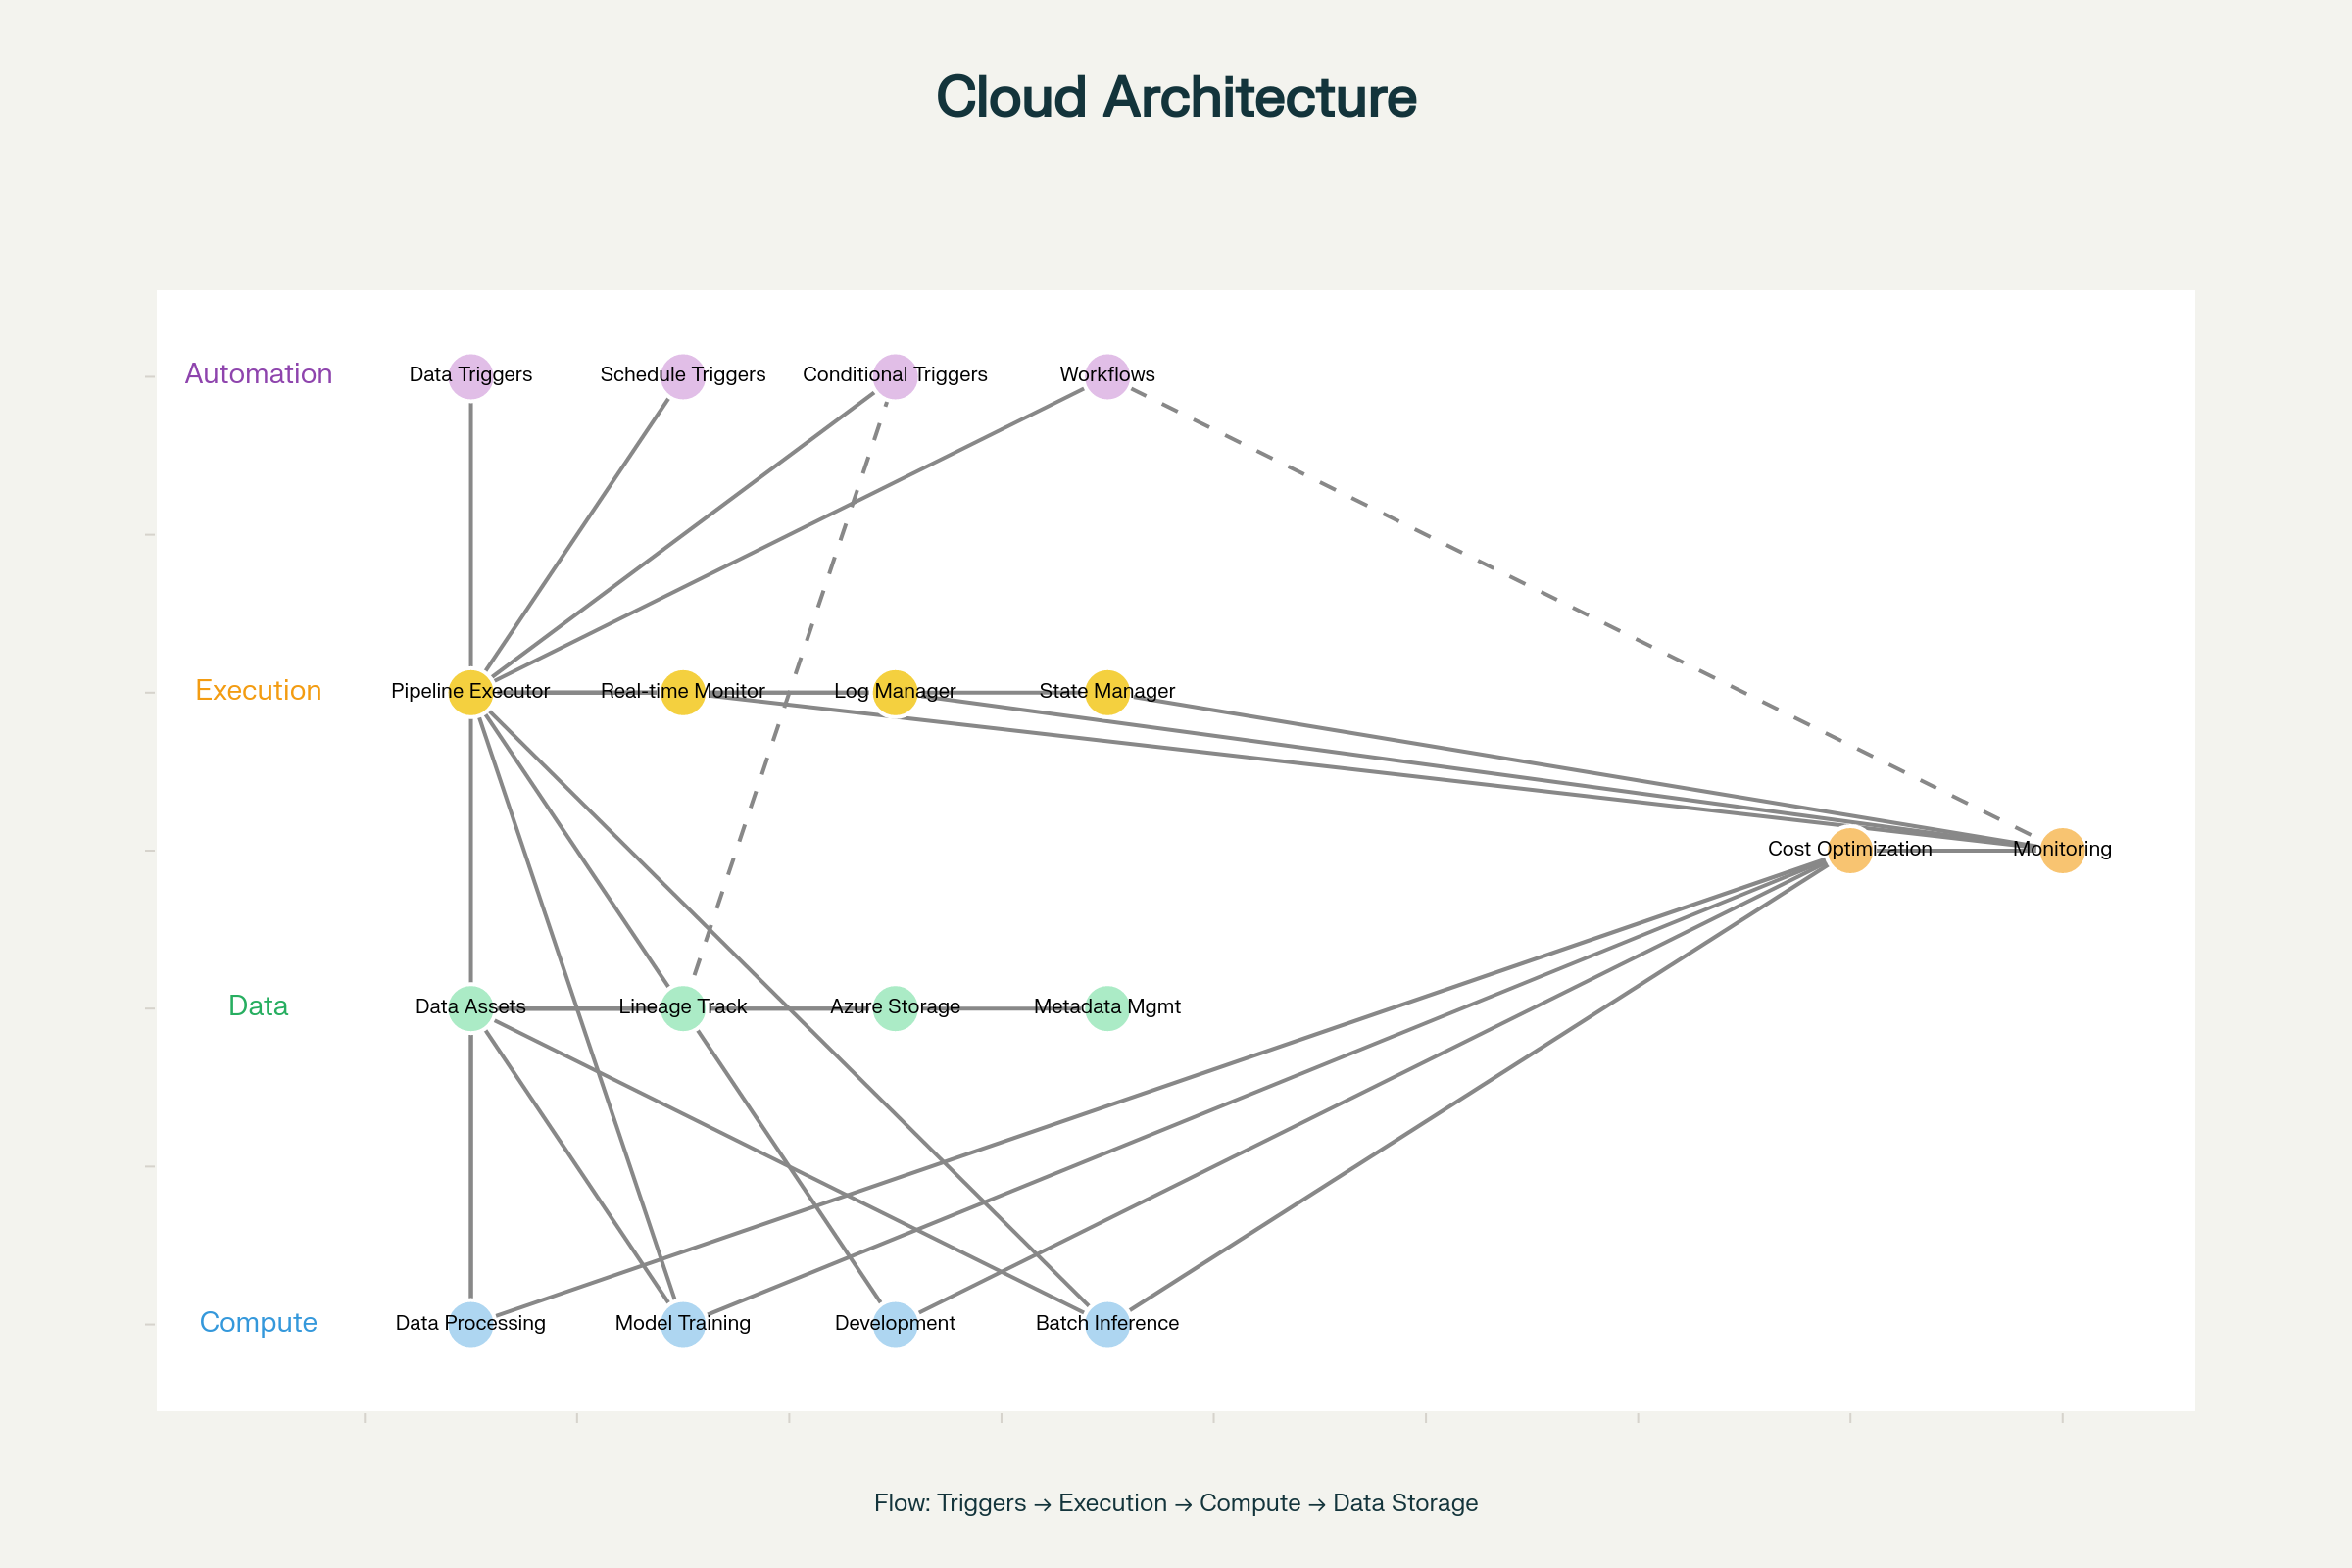 Cloud Architecture
Automation
Data Triggers
Schedule Triggers
Conditional Triggers
Workflows
Execution
Pipeline Executor
Real-time Monitor
Log Manager
State Manager
Cost Optimization
Monitoring
Data
Data Assets
Lineage Track
Azure Storage
Metadata Mgmt
Compute
Data Processing
Model Training
Development
Batch Inference
Flow: Triggers → Execution → Compute → Data Storage